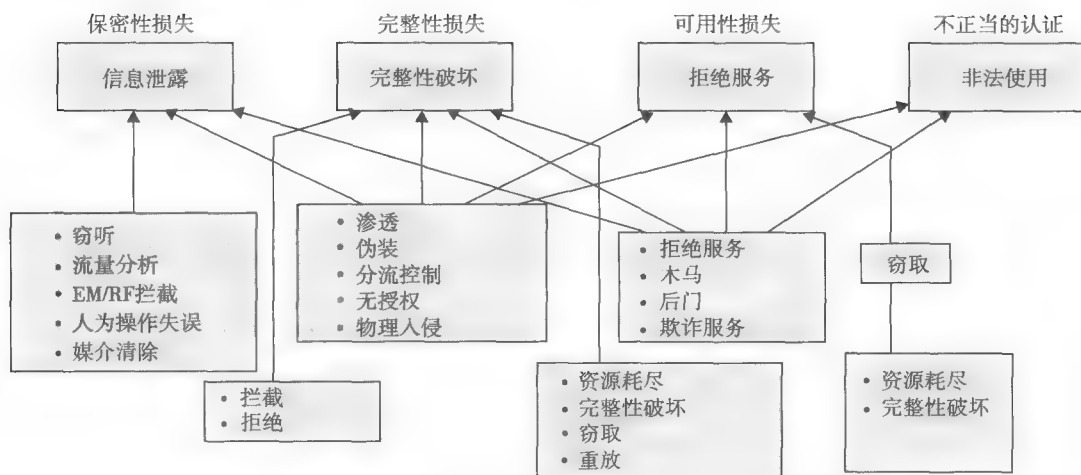 保密性损失
完整性损失
可用性损失
不正当的认证
信息泄露
完整性破坏
拒绝服务
非法使用
• 窃听
• 流量分析
• EM/RF拦截
• 人为操作失误
• 媒介清除
• 渗透
• 伪装
• 分流控制
• 无授权
• 物理入侵
• 拒绝服务
• 木马
• 后门
• 欺诈服务
窃取
• 拦截
• 拒绝
• 资源耗尽
• 完整性破坏
• 窃取
• 重放
• 资源耗尽
• 完整性破坏